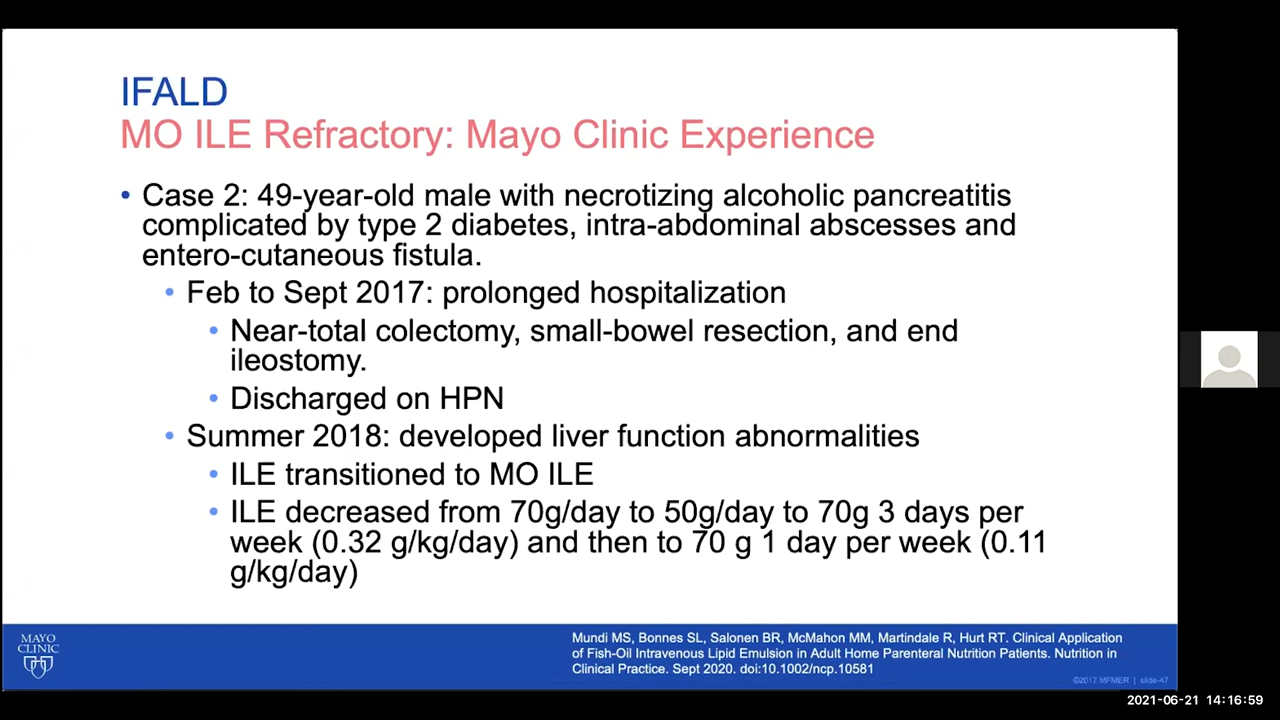 IFALD
MO ILE Refractory: Mayo Clinic Experience
• Case 2: 49-year-old male with necrotizing alcoholic pancreatitis
complicated by type 2 diabetes, intra-abdominal abscesses and
entero-cutaneous fistula.
• Feb to Sept 2017: prolonged hospitalization
• Near-total colectomy, small-bowel resection, and end
ileostomy.
• Discharged on HPN
• Summer 2018: developed liver function abnormalities
• ILE transitioned to MO ILE
• ILE decreased from 70g/day to 50g/day to 70g 3 days per
week (0.32 g/kg/day) and then to 70 g 1 day per week (0.11
g/kg/day)
MAYO
CLINIC
Mundi MS, Bonnes SL, Salonen BR, McMahon MM, Martindale R, Hurt RT. Clinical Application
of Fish-Oil Intravenous Lipid Emulsion in Adult Home Parenteral Nutrition Patients. Nutrition in
Clinical Practice. Sept 2020. doi:10.1002/ncp.10581
©2017 MFMER | slide-47
2021-06-21 14:16:59